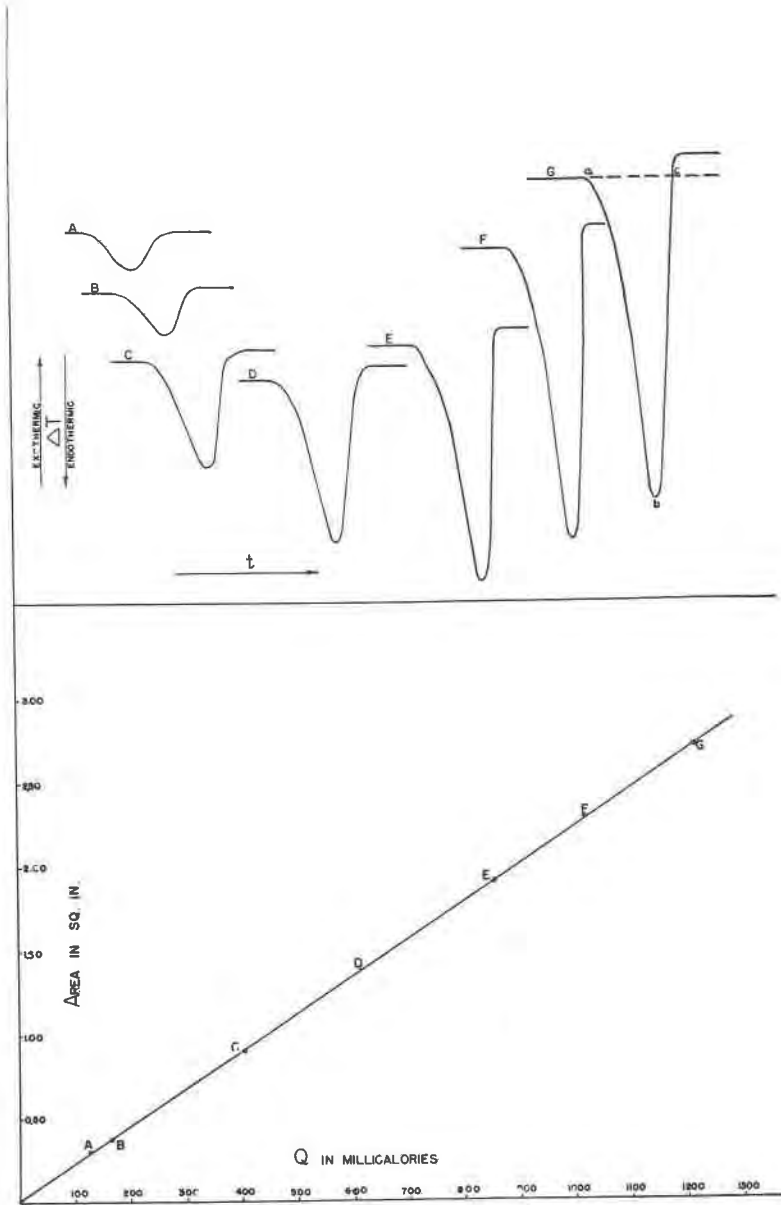 G a c
A
F
B
E
C
D
EXOTHERMIC
ΔT
ENDOTHERMIC
b
t
3.00
2.50
2.00
1.50
1.00
0.50
AREA IN SQ. IN.
G
F
E
D
C
A B
Q IN MILLICALORIES
100 200 300 400 500 600 700 800 900 1000 1100 1200 1300